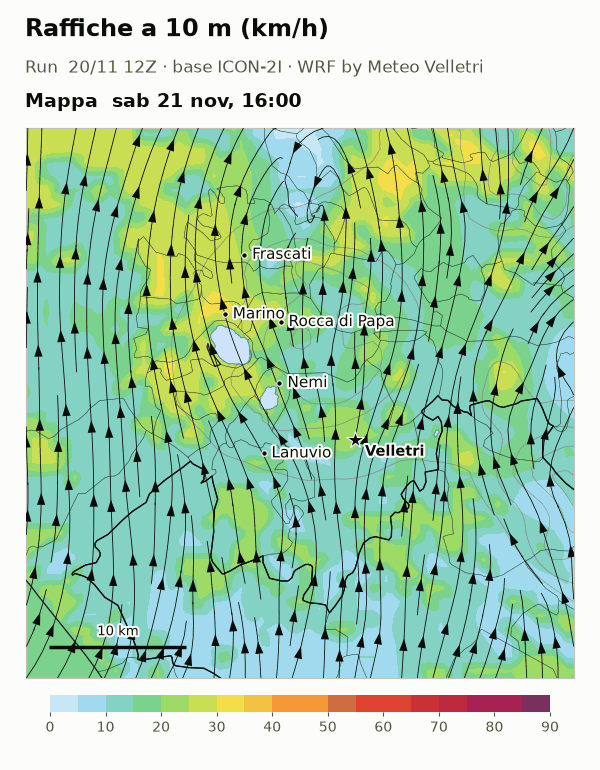 Raffiche a 10 m (km/h)
Run  20/11 12Z · base ICON-2I · WRF by Meteo Velletri
Mappa  sab 21 nov, 16:00
Frascati
Marino
Rocca di Papa
Nemi
Velletri
Lanuvio
10 km
0 10 20 30 40 50 60 70 80 90